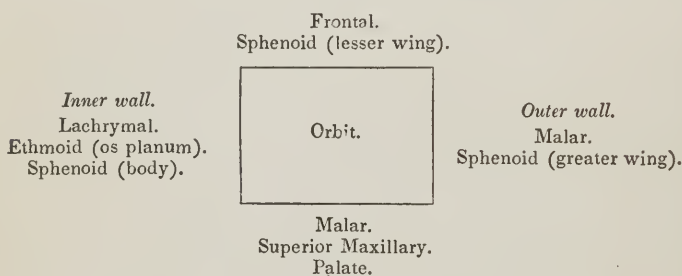 Frontal.
Sphenoid (lesser wing).
Inner wall.
Lachrymal.
Ethmoid (os planum).
Sphenoid (body).
Orbit.
Outer wall.
Malar.
Sphenoid (greater wing).
Malar.
Superior Maxillary.
Palate.